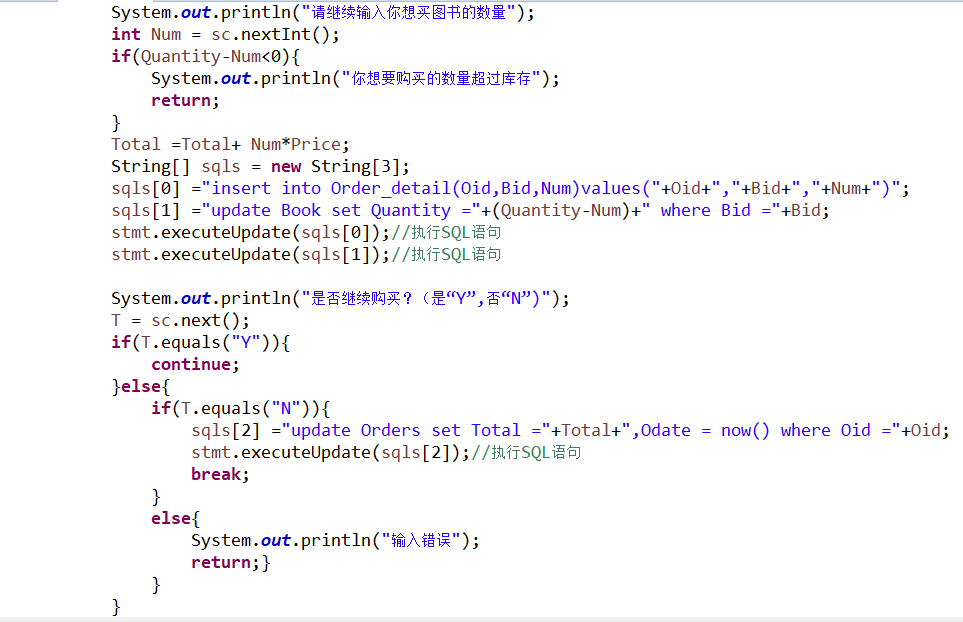 System.out.println("请继续输入你想买图书的数量");
int Num = sc.nextInt();
if(Quantity-Num<0){
System.out.println("你想要购买的数量超过库存");
return;
}
Total =Total+ Num*Price;
String[] sqls = new String[3];
sqls[0] ="insert into Order_detail(Oid,Bid,Num)values("+Oid+","+Bid+","+Num+")";
sqls[1] ="update Book set Quantity ="+(Quantity-Num)+" where Bid ="+Bid;
stmt.executeUpdate(sqls[0]);//执行SQL语句
stmt.executeUpdate(sqls[1]);//执行SQL语句
System.out.println("是否继续购买？（是“Y”,否“N”)");
T = sc.next();
if(T.equals("Y")){
continue;
}else{
if(T.equals("N")){
sqls[2] ="update Orders set Total ="+Total+",Odate = now() where Oid ="+Oid;
stmt.executeUpdate(sqls[2]);//执行SQL语句
break;
}
else{
System.out.println("输入错误");
return;}
}
}